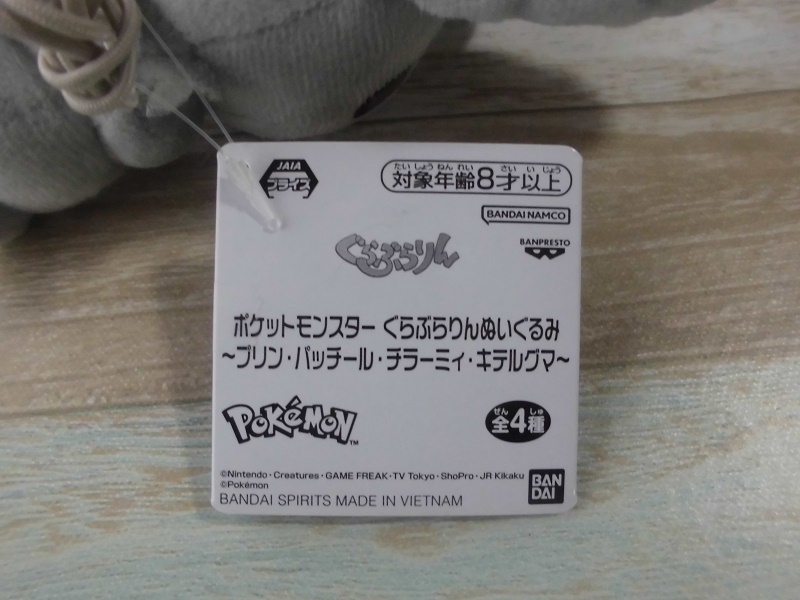 JAIA
プライズ
たいしょうねんれい さいいじょう
対象年齢8才以上
BANDAI NAMCO
BANPRESTO
ぐらぶらりん
ポケットモンスター ぐらぶらりんぬいぐるみ
~プリン・パッチール・チラーミィ・キテルグマ~
POKéMON™
ぜん しゅ
全4種
©Nintendo・Creatures・GAME FREAK・TV Tokyo・ShoPro・JR Kikaku
©Pokémon
BANDAI SPIRITS MADE IN VIETNAM
BANDAI